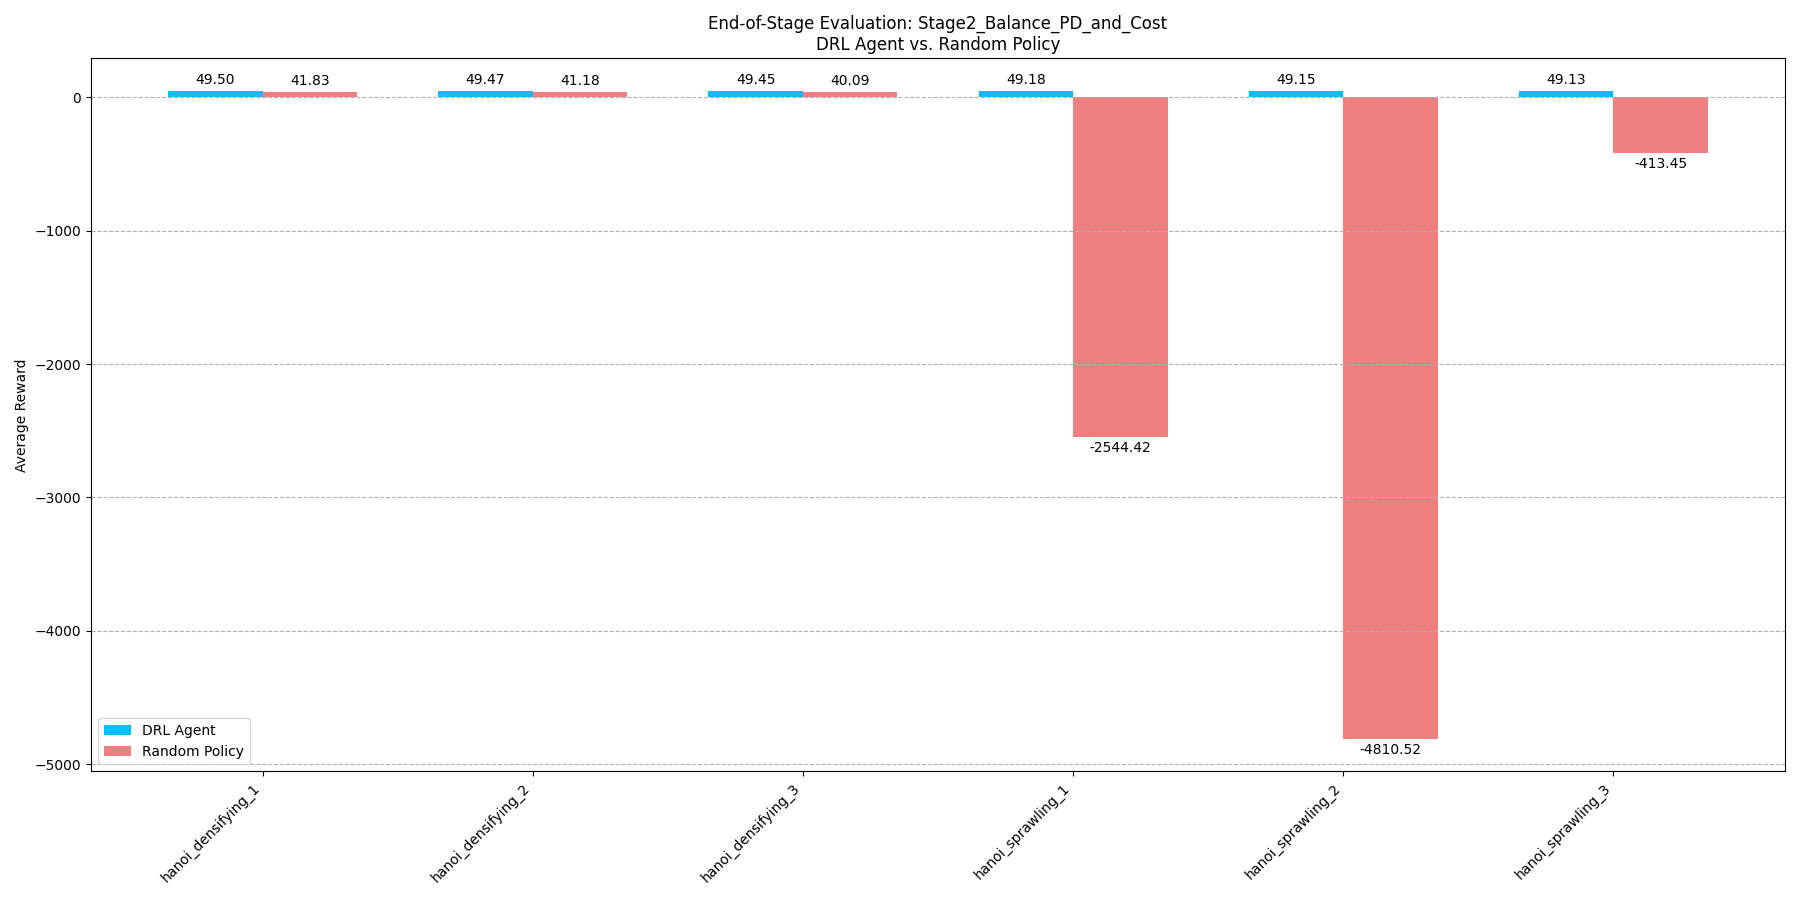 End-of-Stage Evaluation: Stage2_Balance_PD_and_Cost
DRL Agent vs. Random Policy
49.50
41.83
49.47
41.18
49.45
40.09
49.18
49.15
49.13
0
-413.45
−1000
−2000
Average Reward
-2544.42
−3000
−4000
DRL Agent
Random Policy
-4810.52
−5000
hanoi_densifying_1
hanoi_densifying_2
hanoi_densifying_3
hanoi_sprawling_1
hanoi_sprawling_2
hanoi_sprawling_3